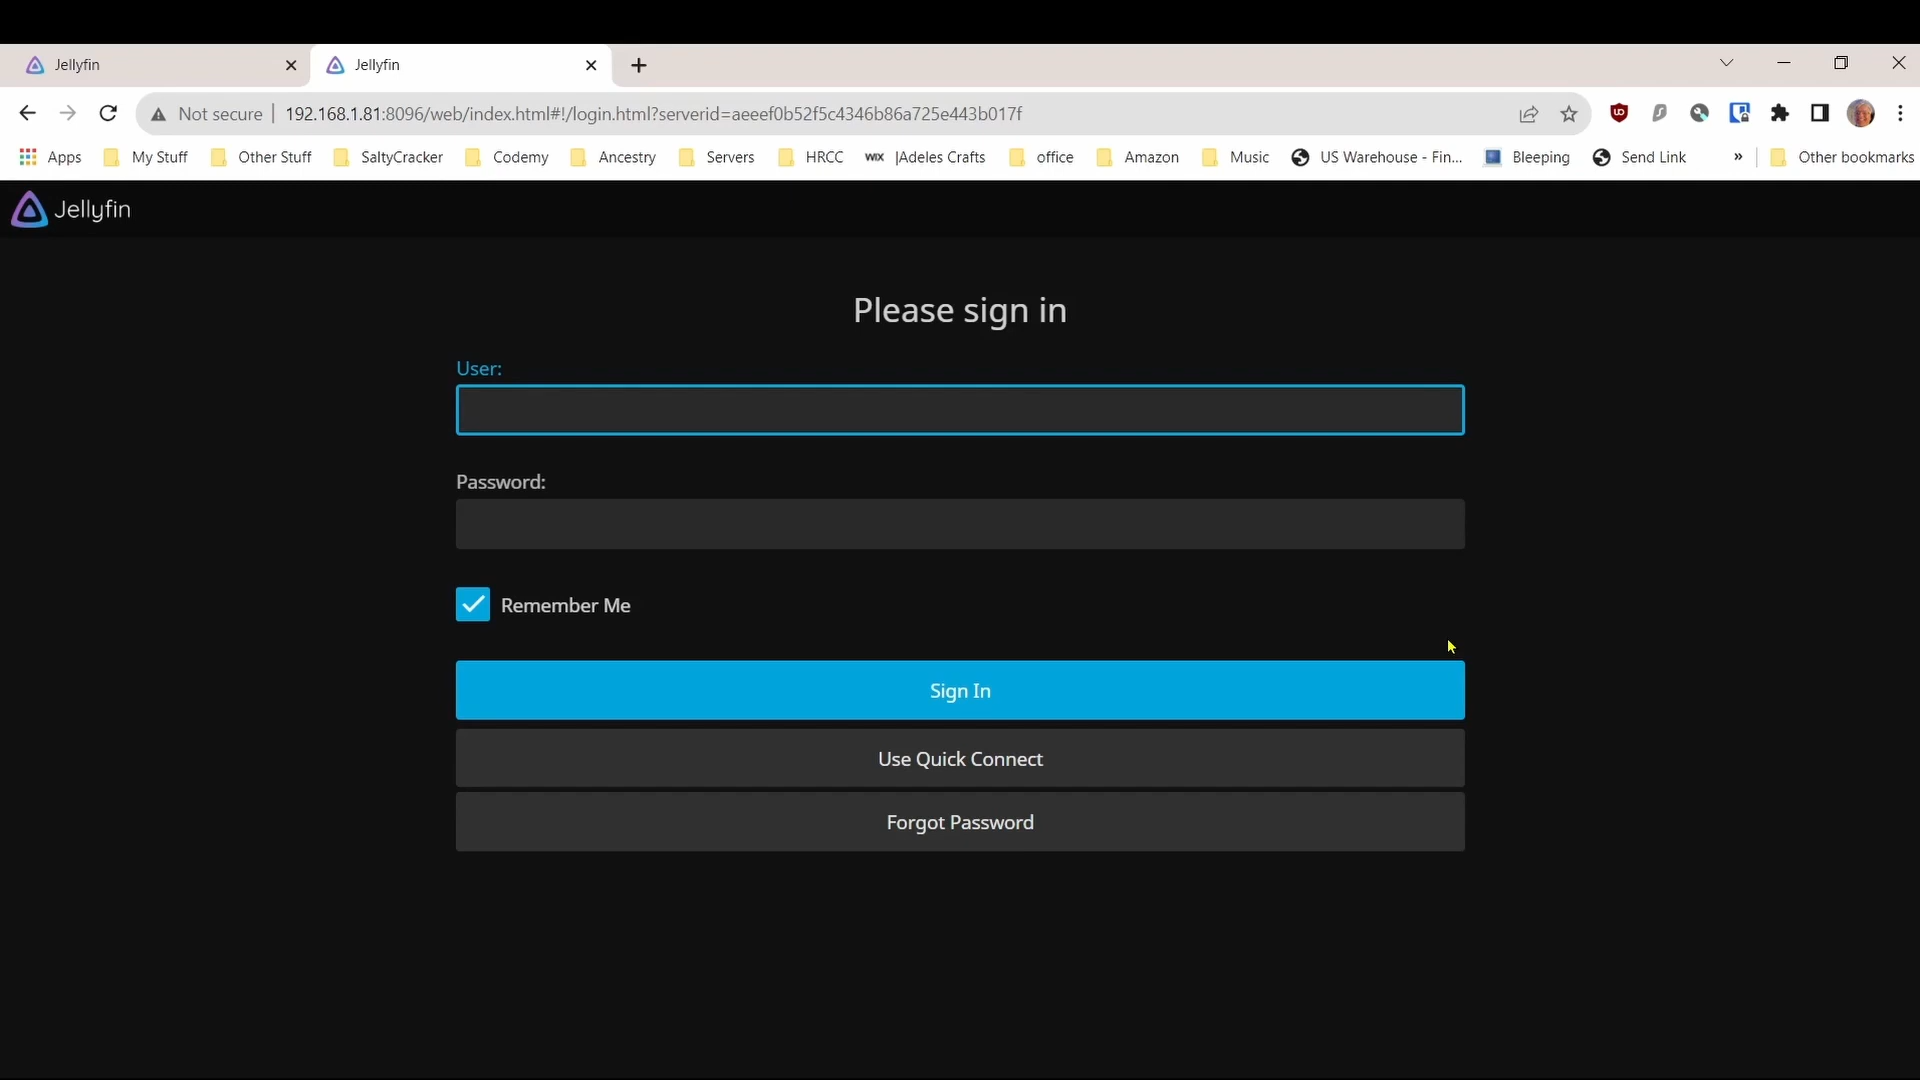 Jellyfin Jellyfin
Not secure 192.168.1.81:8096/web/index.html#!/login.html?serverid=aeeef0b52f5c4346b86a725e443b017f
Apps My Stuff Other Stuff SaltyCracker Codemy Ancestry Servers HRCC WIX |Adeles Crafts office Amazon Music US Warehouse - Fin... Bleeping Send Link » Other bookmarks
Jellyfin
Please sign in
User:
Password:
Remember Me
Sign In
Use Quick Connect
Forgot Password